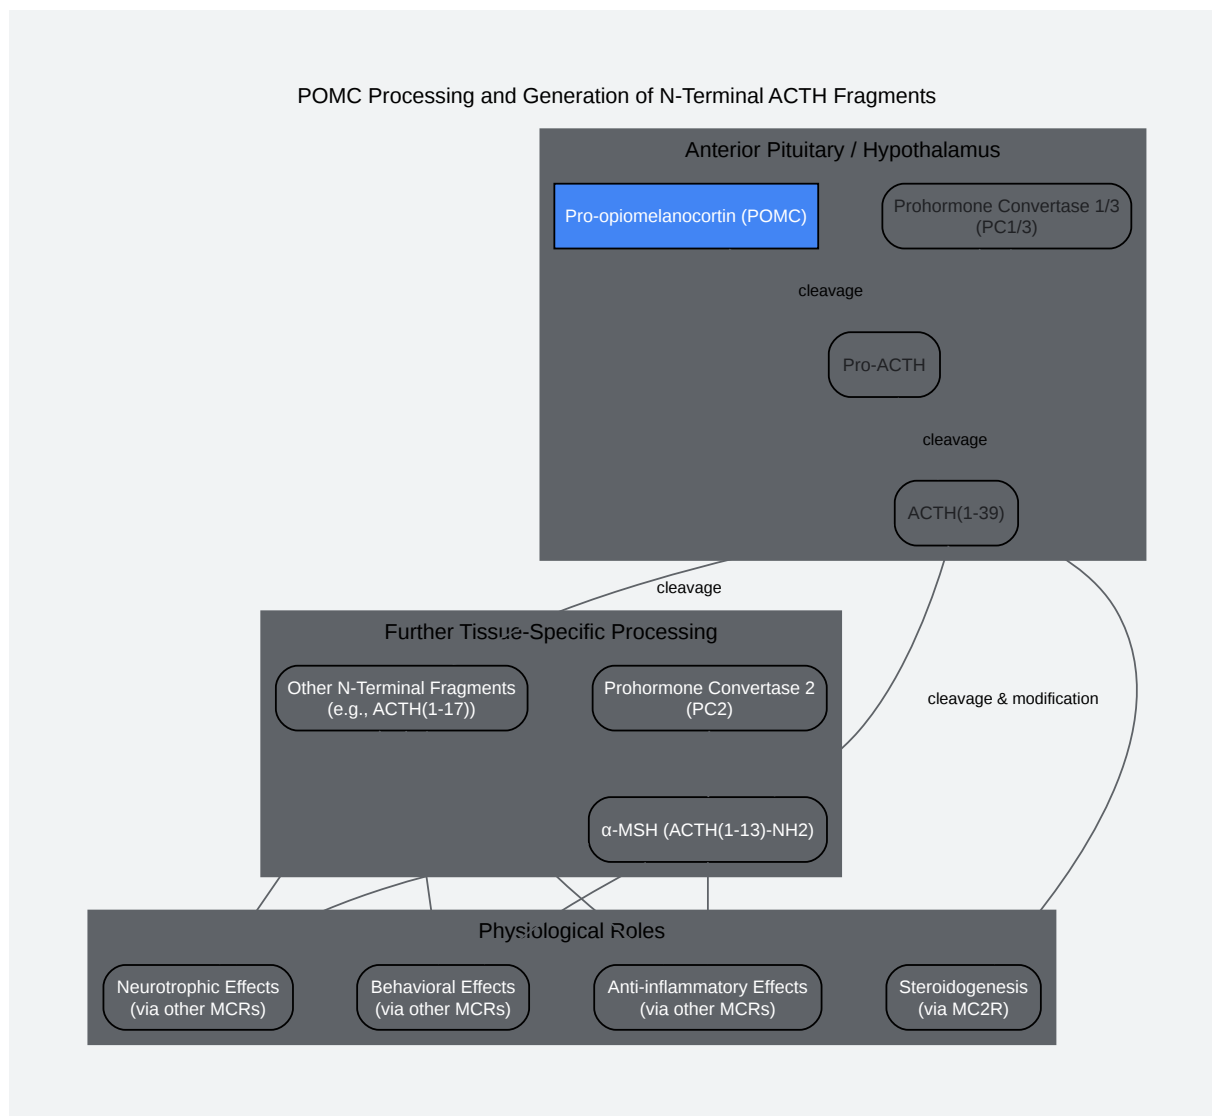 POMC Processing and Generation of N-Terminal ACTH Fragments
Anterior Pituitary / Hypothalamus
Pro-opiomelanocortin (POMC)
Prohormone Convertase 1/3
(PC1/3)
cleavage
Pro-ACTH
cleavage
ACTH(1-39)
cleavage
Further Tissue-Specific Processing
Other N-Terminal Fragments
(e.g., ACTH(1-17))
Prohormone Convertase 2
(PC2)
cleavage & modification
α-MSH (ACTH(1-13)-NH2)
Physiological Roles
Neurotrophic Effects
(via other MCRs)
Behavioral Effects
(via other MCRs)
Anti-inflammatory Effects
(via other MCRs)
Steroidogenesis
(via MC2R)